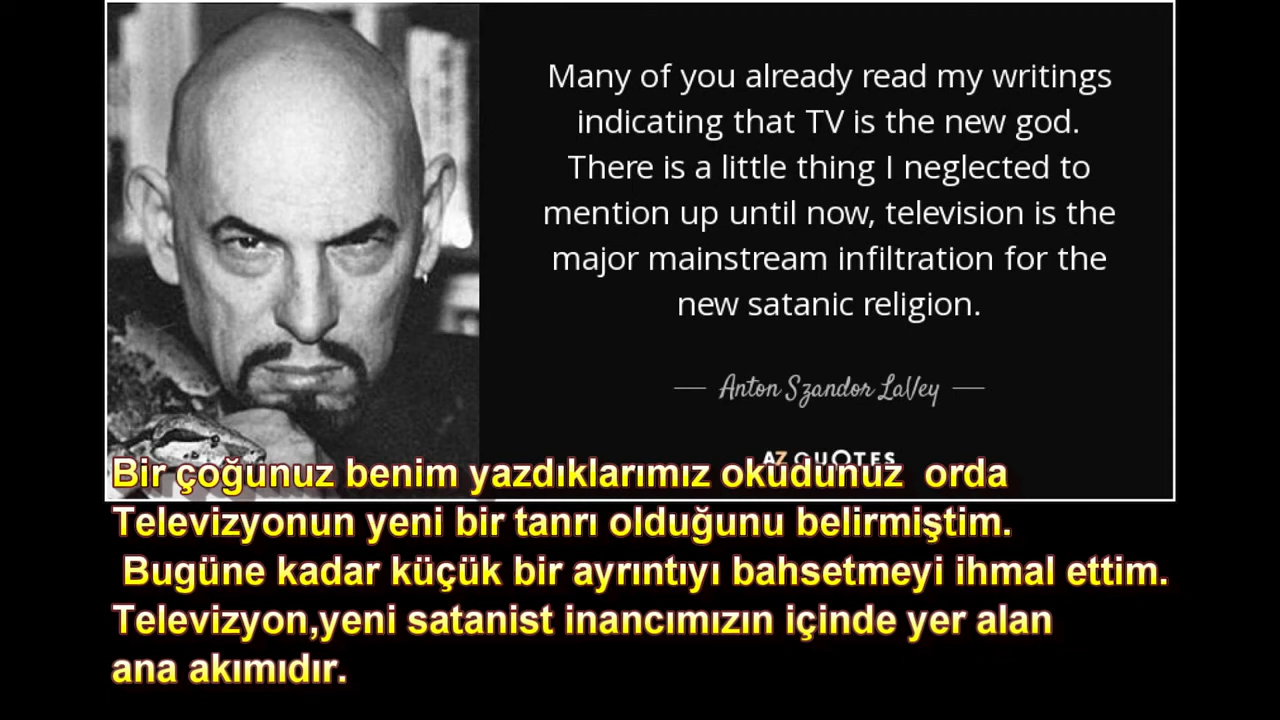 Many of you already read my writings
indicating that TV is the new god.
There is a little thing I neglected to
mention up until now, television is the
major mainstream infiltration for the
new satanic religion.
Anton Szandor LaVey
AZ QUOTES
Bir çoğunuz benim yazdıklarımız okudunuz orda
Televizyonun yeni bir tanrı olduğunu belirmiştim.
Bugüne kadar küçük bir ayrıntıyı bahsetmeyi ihmal ettim.
Televizyon,yeni satanist inancımızın içinde yer alan
ana akımıdır.